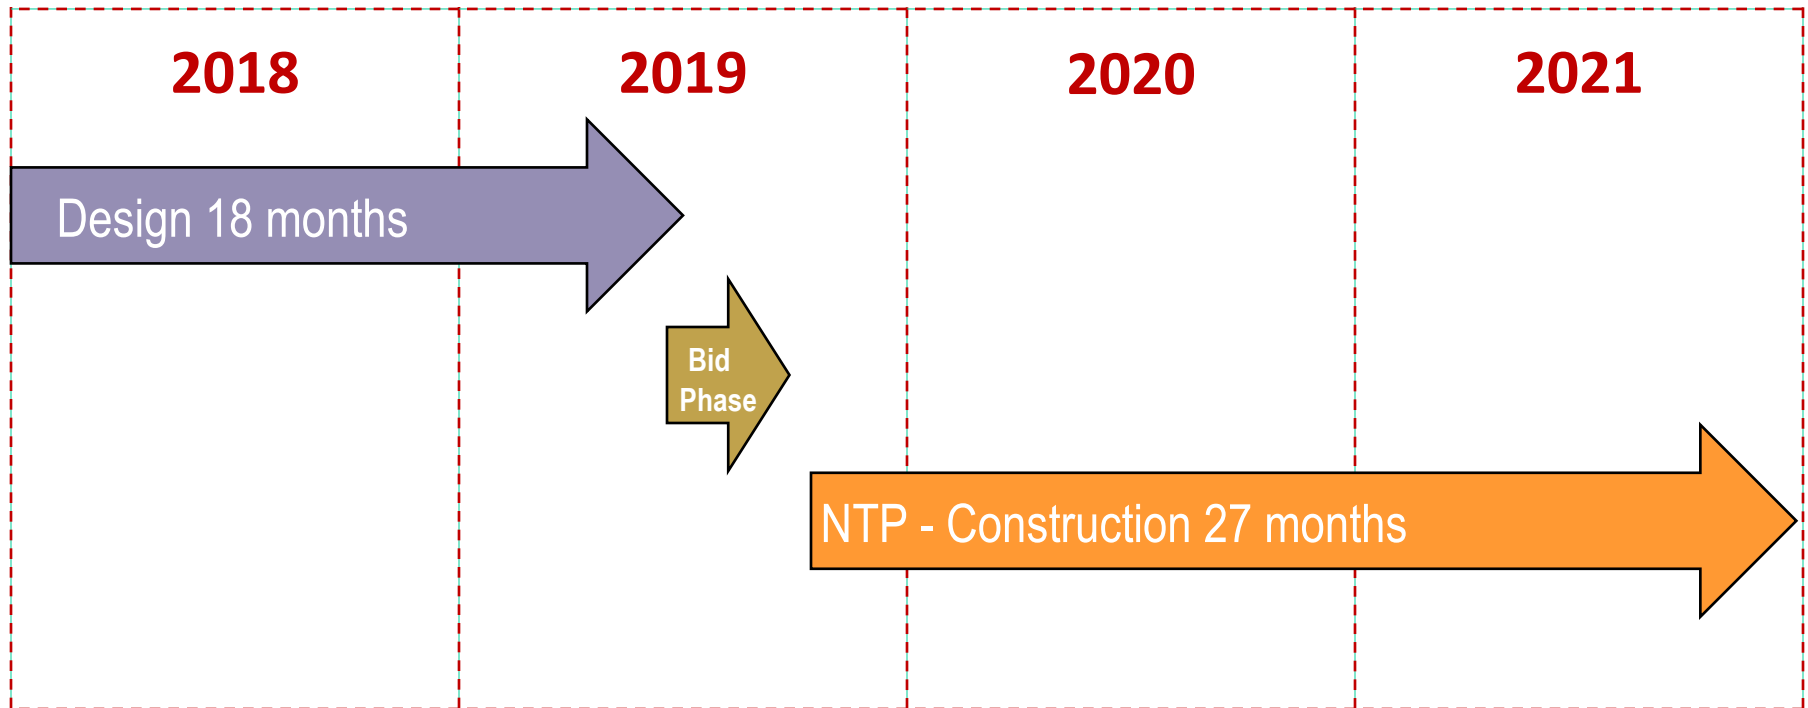 2018
2019
2020
2021
Design 18 months
Bid
Phase
NTP - Construction 27 months